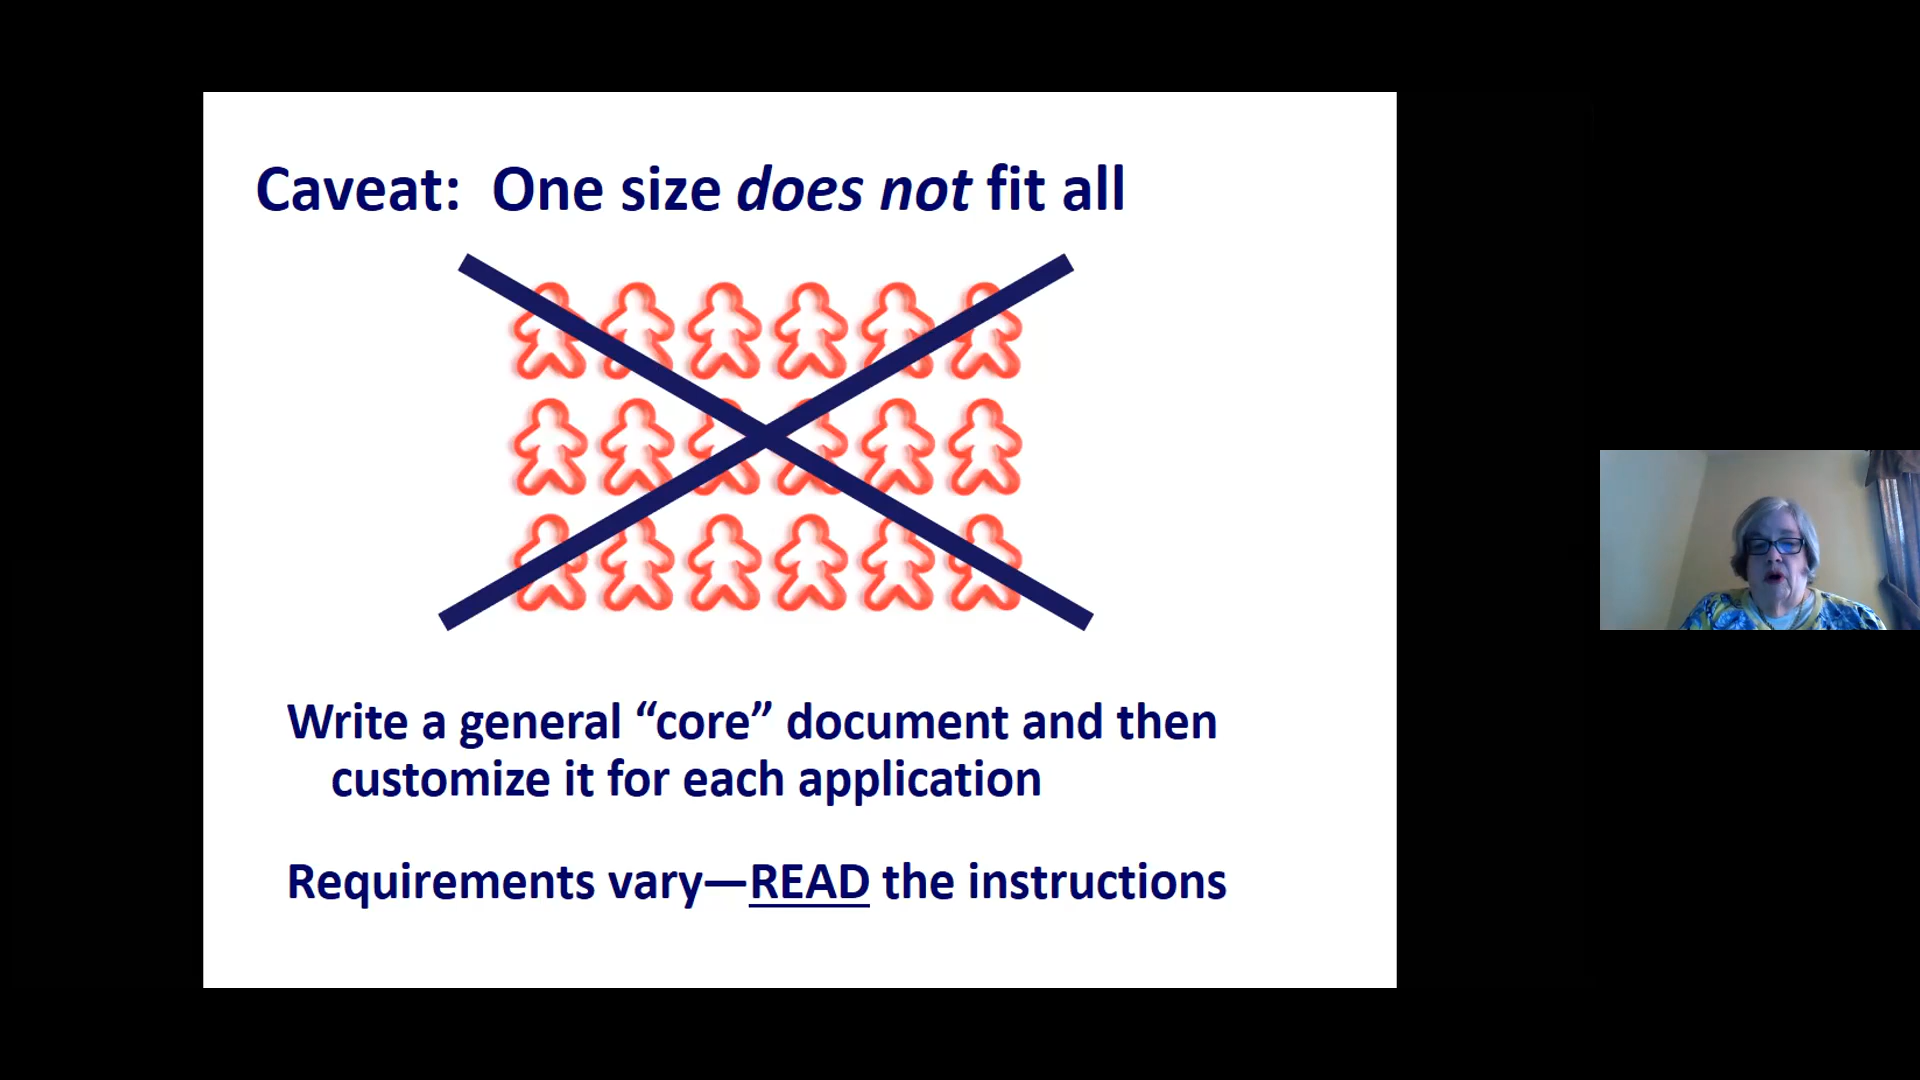 Caveat: One size does not fit all
Write a general “core” document and then
customize it for each application
Requirements vary—READ the instructions